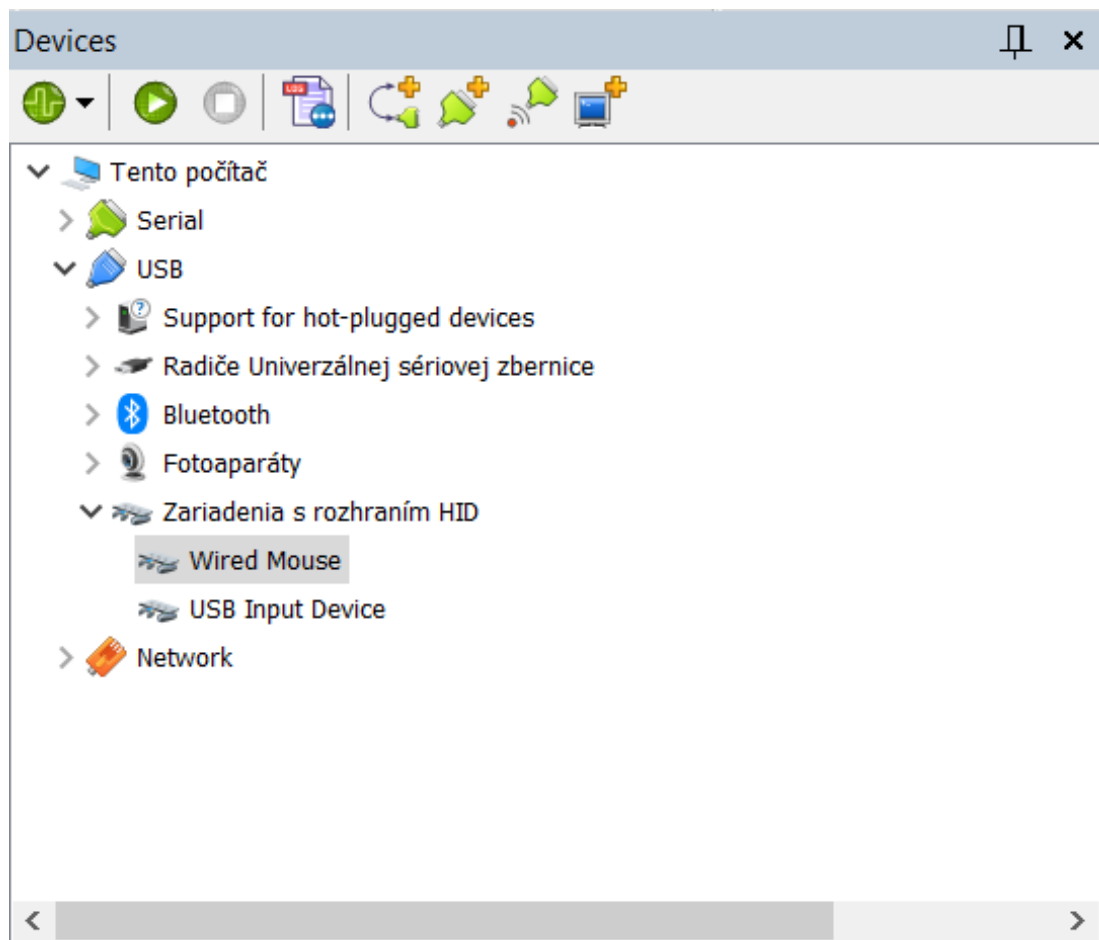 Devices
LOG
Tento počítač
Serial
USB
Support for hot-plugged devices
Radiče Univerzálnej sériovej zbernice
Bluetooth
Fotoaparáty
Zariadenia s rozhraním HID
Wired Mouse
USB Input Device
Network